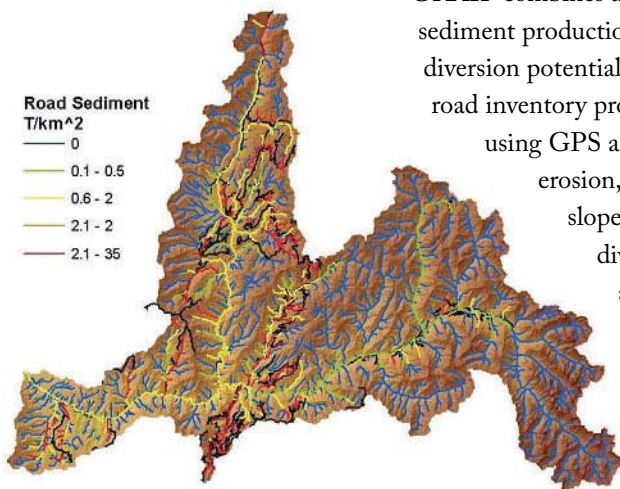 sediment production
diversion potential
road inventory pro
using GPS a
erosion,
slope
div
Road Sediment
T/km^2
0
0.1 - 0.5
0.6 - 2
2.1 - 2
2.1 - 35